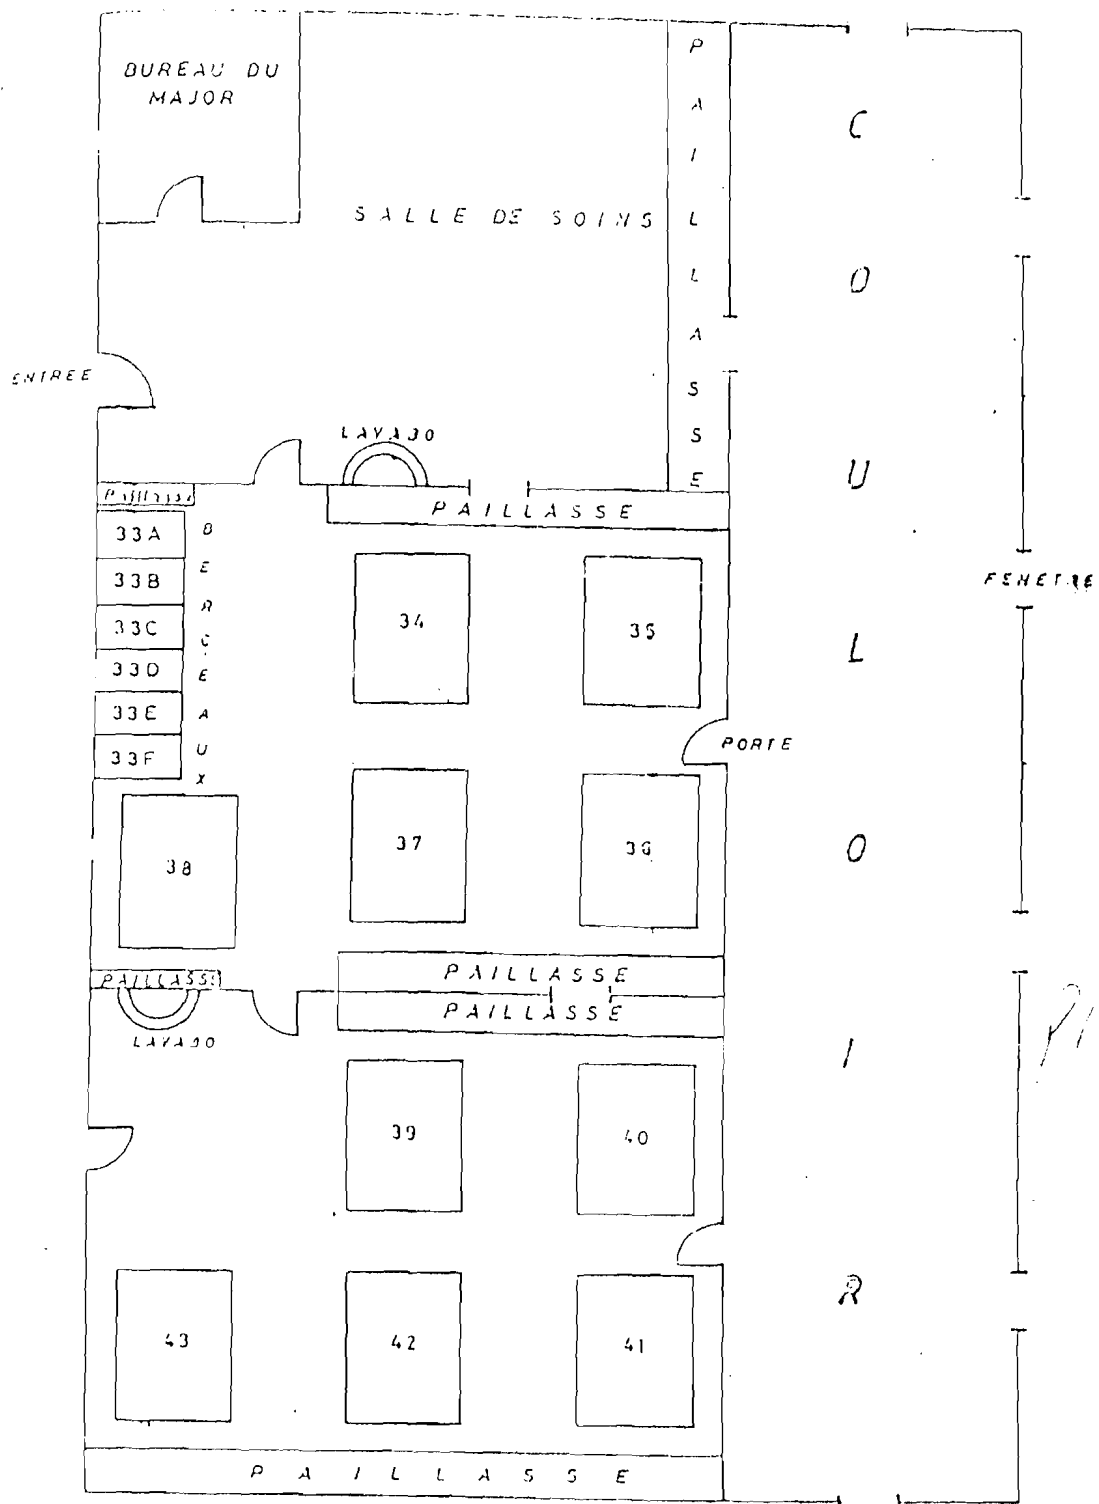 BUREAU DU
MAJOR
SALLE DE SOINS
PAILLASSE
COULOIR
ENTREE
LAVABO
PAILLASSE
PAILLASSE
33A
33B
33C
33D
33E
33F
BERCEAUX
34
35
FENETRE
PORTE
38
37
36
PAILLASSE
PAILLASSE
PAILLASSE
LAVABO
39
40
43
42
41
PAILLLASSE